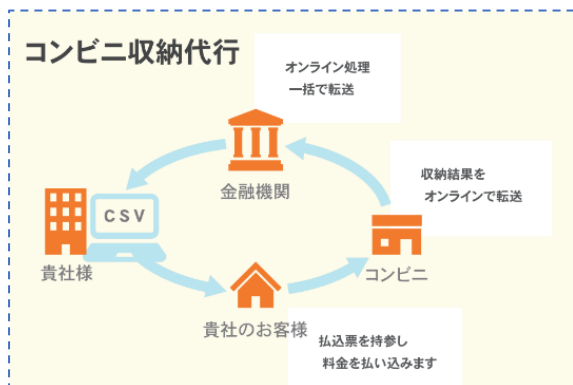 コンビニ収納代行
オンライン処理
一括で転送
金融機関
収納結果を
オンラインで転送
CSV
貴社様
コンビニ
貴社のお客様
払込票を持参し
料金を払い込みます